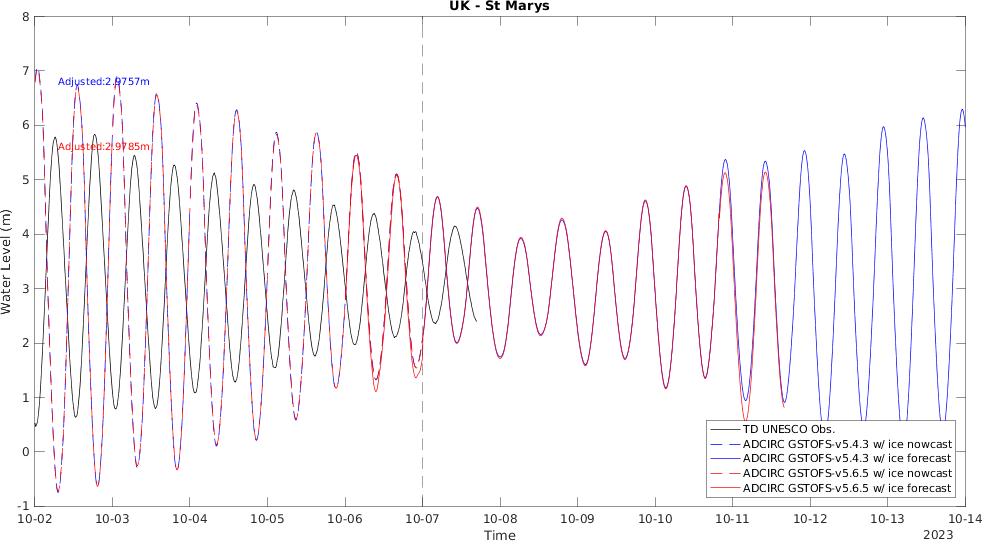 UK - St Marys
8
7
6
5
4
3
2
1
0
-1
Water Level (m)
Adjusted:2.9757m
Adjusted:2.9785m
TD UNESCO Obs.
ADCIRC GSTOFS-v5.4.3 w/ ice nowcast
ADCIRC GSTOFS-v5.4.3 w/ ice forecast
ADCIRC GSTOFS-v5.6.5 w/ ice nowcast
ADCIRC GSTOFS-v5.6.5 w/ ice forecast
10-02 10-03 10-04 10-05 10-06 10-07 10-08 10-09 10-10 10-11 10-12 10-13 10-14
Time
2023